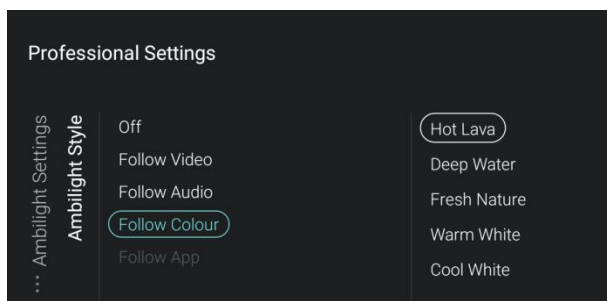 Professional Settings
... Ambilight Settings
Ambilight Style
Off
Follow Video
Follow Audio
Follow Colour
Follow App
Hot Lava
Deep Water
Fresh Nature
Warm White
Cool White